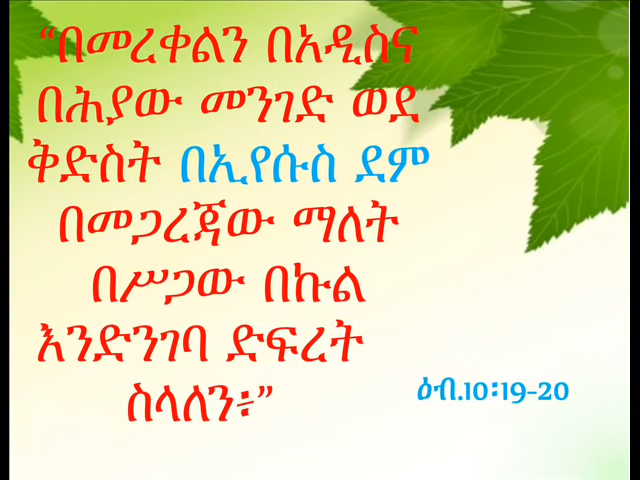 “በመረቀልን በአዲስና
በሕያው መንገድ ወደ
ቅድስት በኢየሱስ ደም
በመጋረጃው ማለት
በሥጋው በኩል
እንድንገባ ድፍረት
ስላለን፥”
ዕብ.10፡19-20